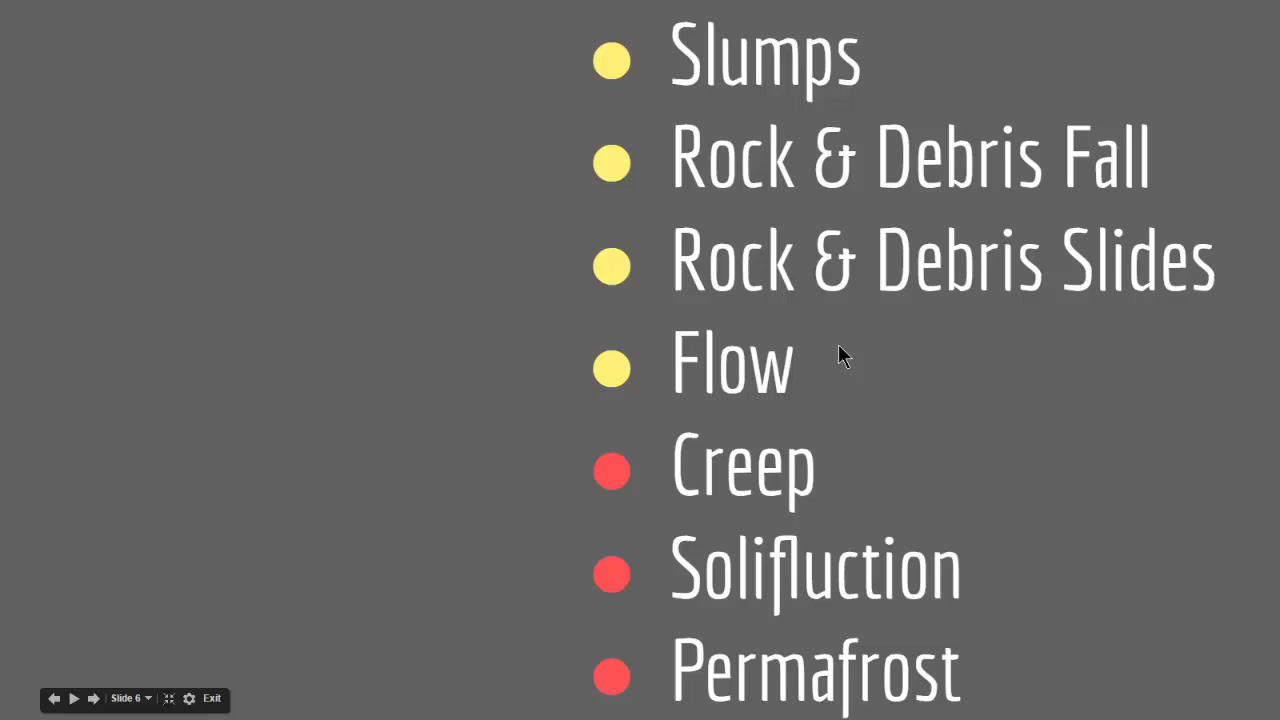 Slumps
Rock & Debris Fall
Rock & Debris Slides
Flow
Creep
Solifluction
Permafrost
Slide 6 Exit